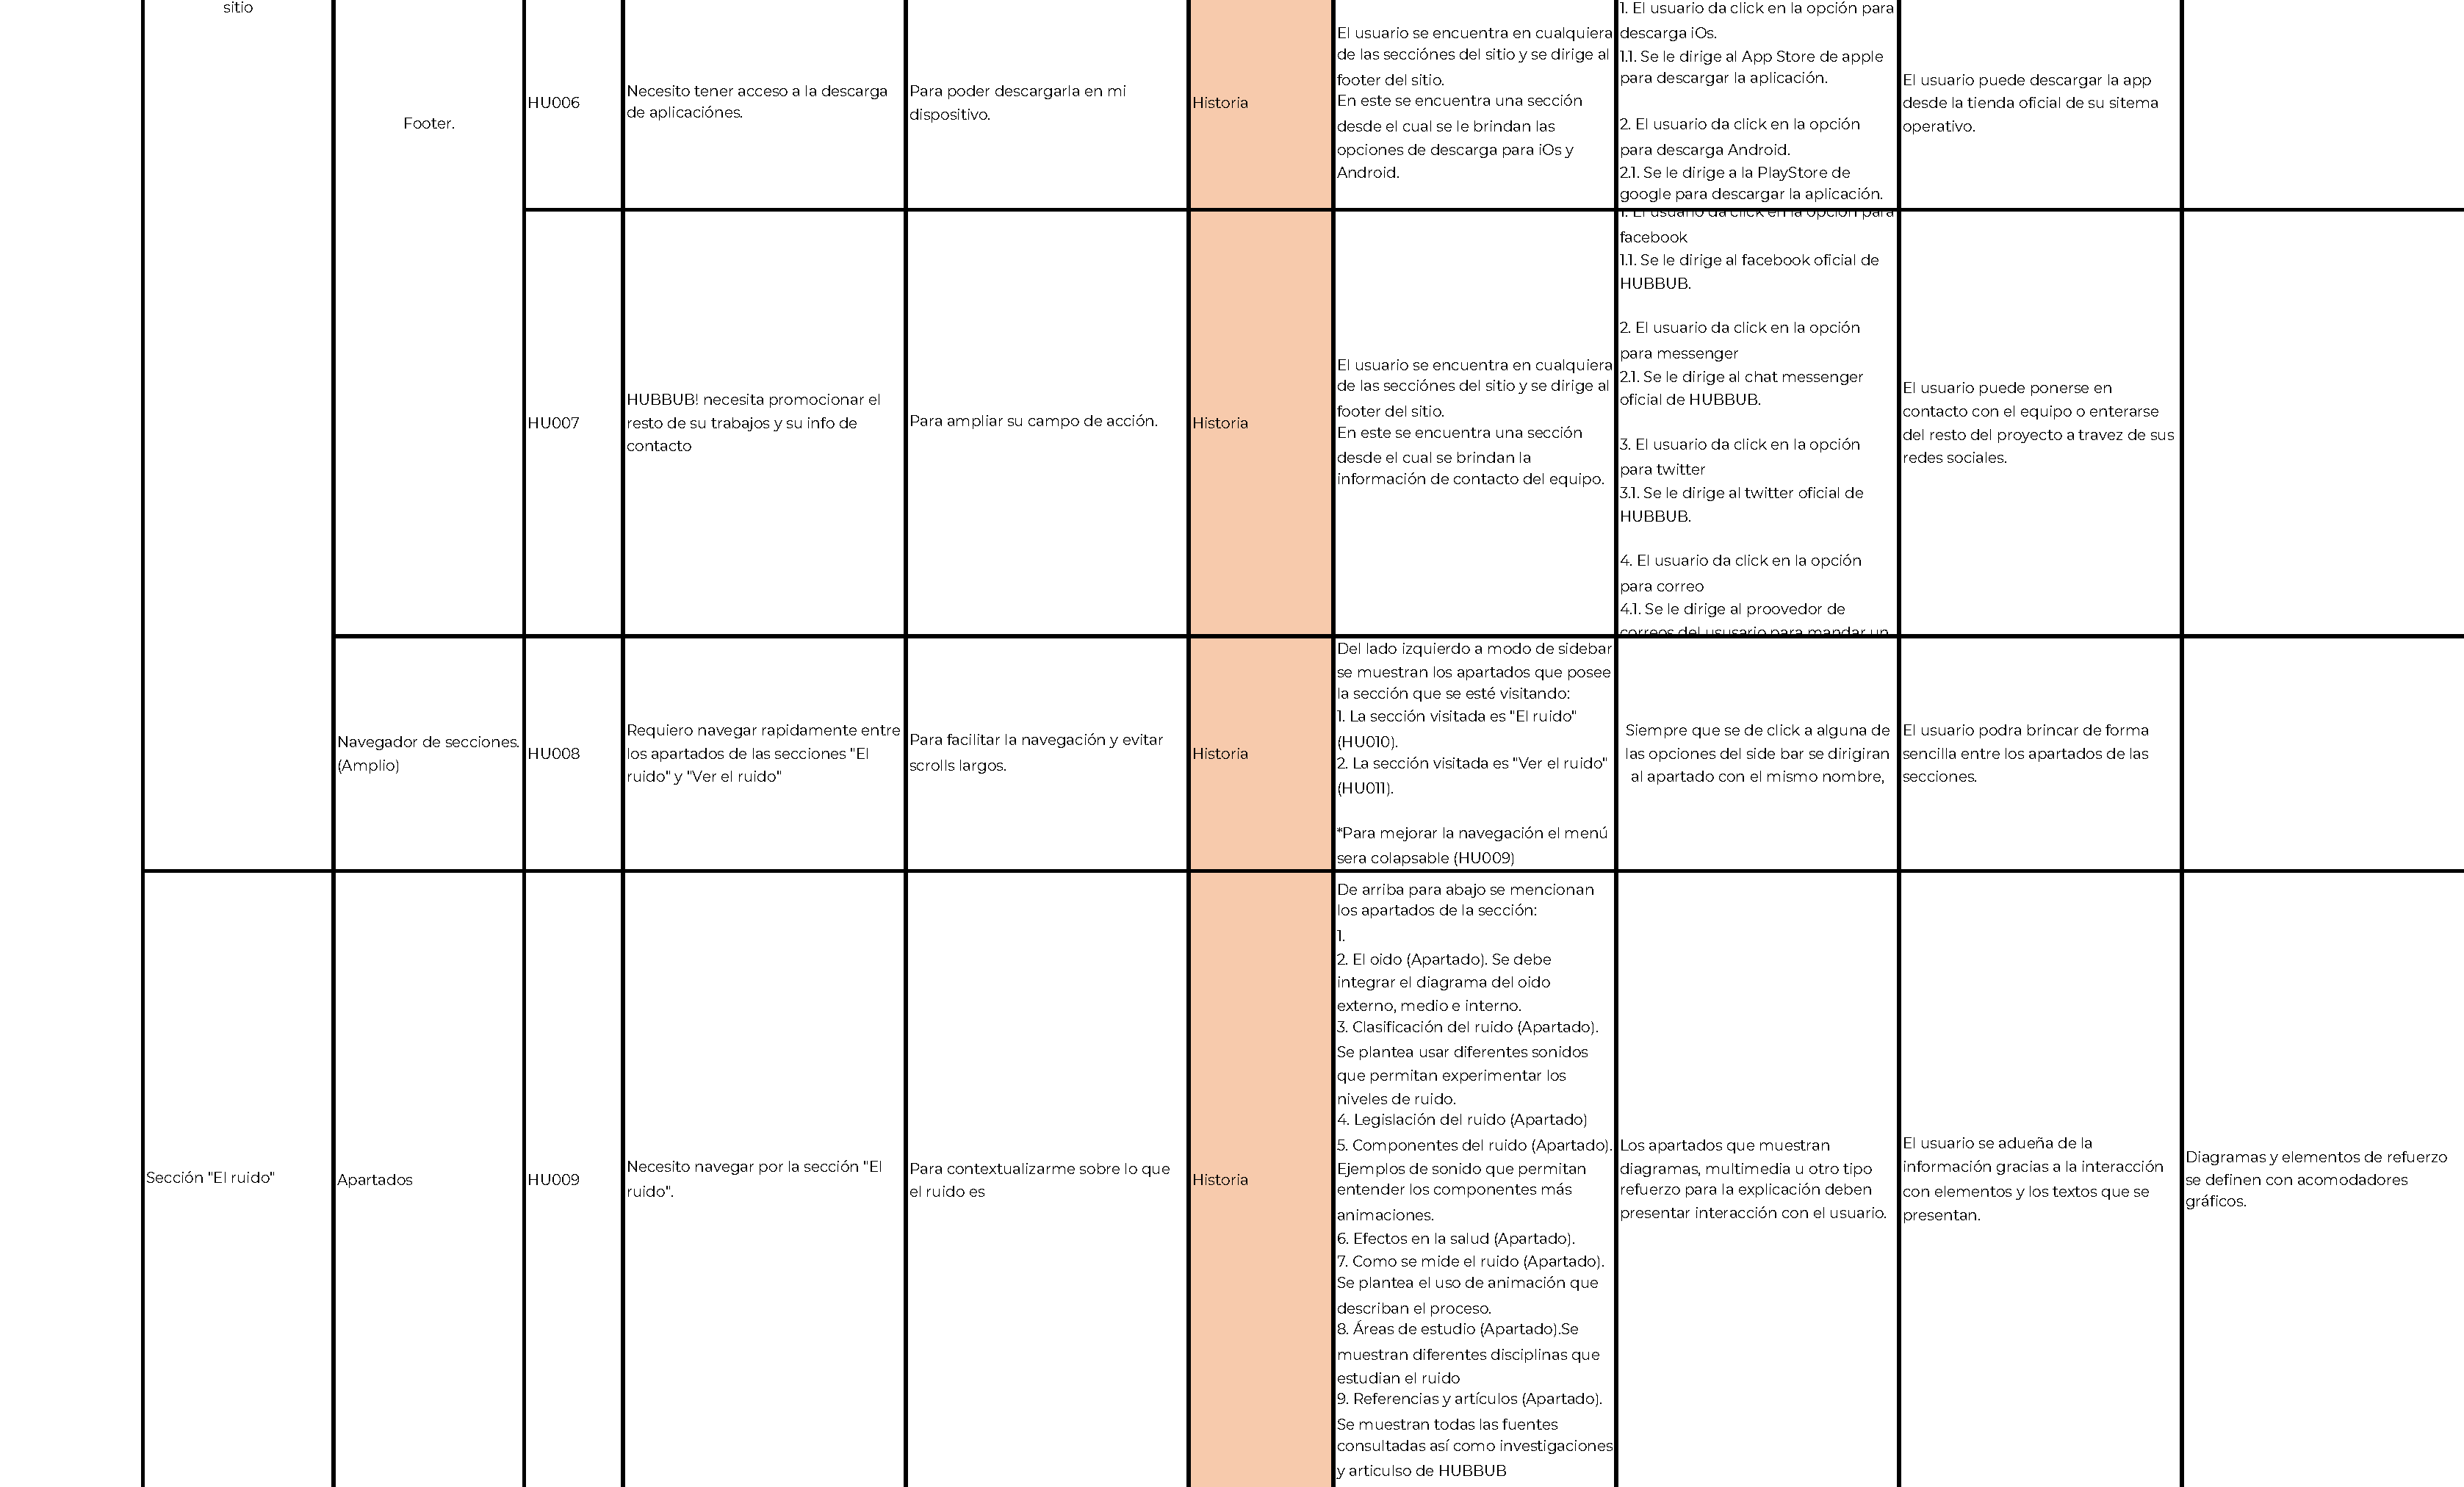 sitio
Footer.
HU006
Necesito tener acceso a la descarga
de aplicaciónes.
Para poder descargarla en mi
dispositivo.
Historia
El usuario se encuentra en cualquiera
de las secciónes del sitio y se dirige al
footer del sitio.
En este se encuentra una sección
desde el cual se le brindan las
opciones de descarga para iOs y
Android.
1. El usuario da click en la opción para
descarga iOs.
1.1. Se le dirige al App Store de apple
para descargar la aplicación.
2. El usuario da click en la opción
para descarga Android.
2.1. Se le dirige a la PlayStore de
google para descargar la aplicación.
El usuario puede descargar la app
desde la tienda oficial de su sitema
operativo.
HU007
HUBBUB! necesita promocionar el
resto de su trabajos y su info de
contacto
Para ampliar su campo de acción.
Historia
El usuario se encuentra en cualquiera
de las secciónes del sitio y se dirige al
footer del sitio.
En este se encuentra una sección
desde el cual se brindan la
información de contacto del equipo.
1. El usuario da click en la opción para
facebook
1.1. Se le dirige al facebook oficial de
HUBBUB.
2. El usuario da click en la opción
para messenger
2.1. Se le dirige al chat messenger
oficial de HUBBUB.
3. El usuario da click en la opción
para twitter
3.1. Se le dirige al twitter oficial de
HUBBUB.
4. El usuario da click en la opción
para correo
4.1. Se le dirige al proovedor de
correos del ususario para mandar un
El usuario puede ponerse en
contacto con el equipo o enterarse
del resto del proyecto a travez de sus
redes sociales.
Navegador de secciones.
(Amplio)
HU008
Requiero navegar rapidamente entre
los apartados de las secciones "El
ruido" y "Ver el ruido"
Para facilitar la navegación y evitar
scrolls largos.
Historia
Del lado izquierdo a modo de sidebar
se muestran los apartados que posee
la sección que se esté visitando:
1. La sección visitada es "El ruido"
(HU010).
2. La sección visitada es "Ver el ruido"
(HU011).
*Para mejorar la navegación el menú
sera colapsable (HU009)
Siempre que se de click a alguna de
las opciones del side bar se dirigiran
al apartado con el mismo nombre,
El usuario podra brincar de forma
sencilla entre los apartados de las
secciones.
Sección "El ruido"
Apartados
HU009
Necesito navegar por la sección "El
ruido".
Para contextualizarme sobre lo que
el ruido es
Historia
De arriba para abajo se mencionan
los apartados de la sección:
1.
2. El oido (Apartado). Se debe
integrar el diagrama del oido
externo, medio e interno.
3. Clasificación del ruido (Apartado).
Se plantea usar diferentes sonidos
que permitan experimentar los
niveles de ruido.
4. Legislación del ruido (Apartado)
5. Componentes del ruido (Apartado).
Ejemplos de sonido que permitan
entender los componentes más
animaciones.
6. Efectos en la salud (Apartado).
7. Como se mide el ruido (Apartado).
Se plantea el uso de animación que
describan el proceso.
8. Áreas de estudio (Apartado).Se
muestran diferentes disciplinas que
estudian el ruido
9. Referencias y artículos (Apartado).
Se muestran todas las fuentes
consultadas así como investigaciones
y articulso de HUBBUB
Los apartados que muestran
diagramas, multimedia u otro tipo
refuerzo para la explicación deben
presentar interacción con el usuario.
El usuario se adueña de la
información gracias a la interacción
con elementos y los textos que se
presentan.
Diagramas y elementos de refuerzo
se definen con acomodadores
gráficos.